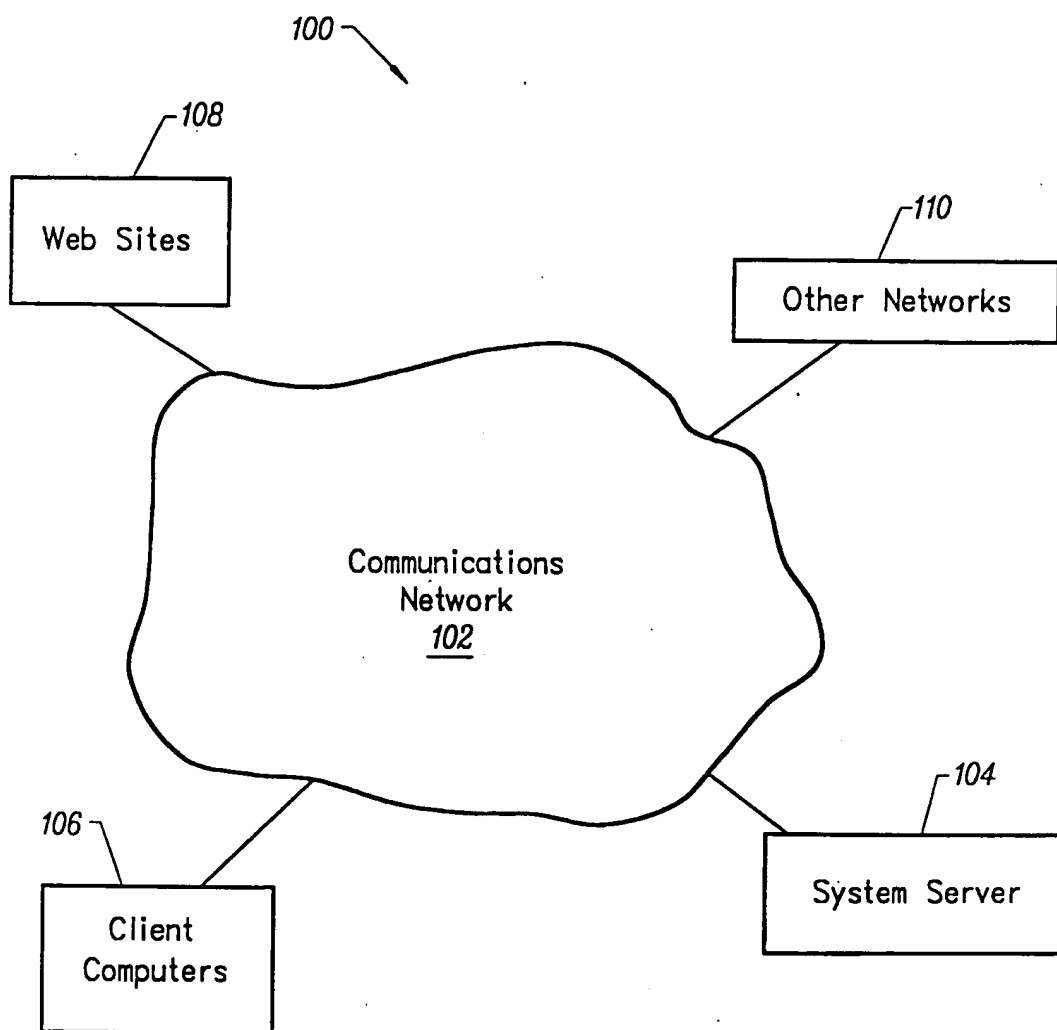 100
108
Web Sites
110
Other Networks
Communications
Network
102
106
Client
Computers
104
System Server